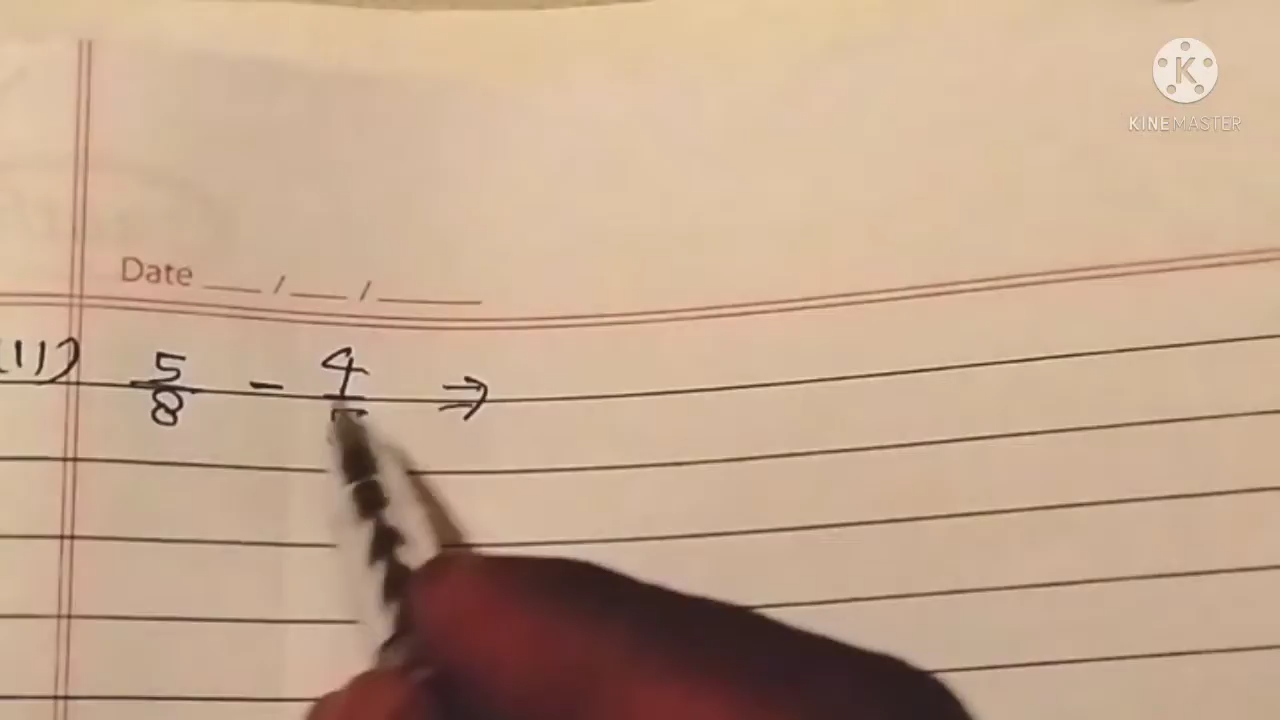 KINEMASTER
Date __ /__ /____
(11) 5/8 - 4/ ⇒